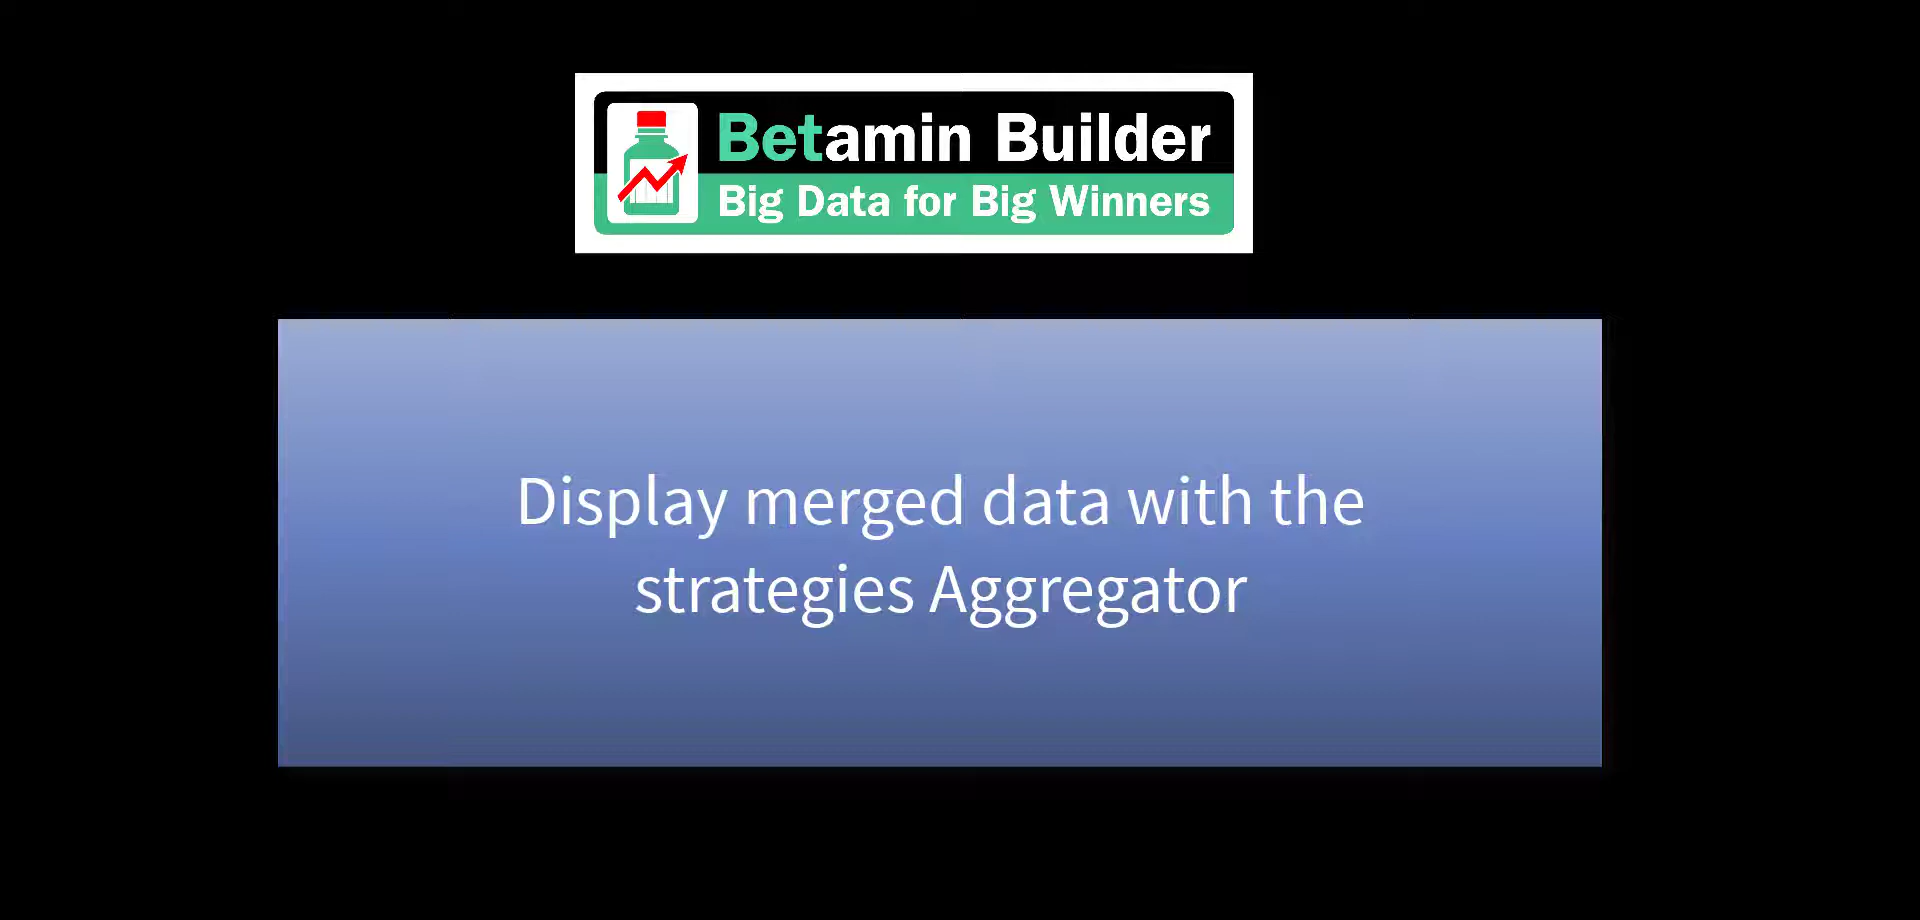 Betamin Builder
Big Data for Big Winners
Display merged data with the
strategies Aggregator